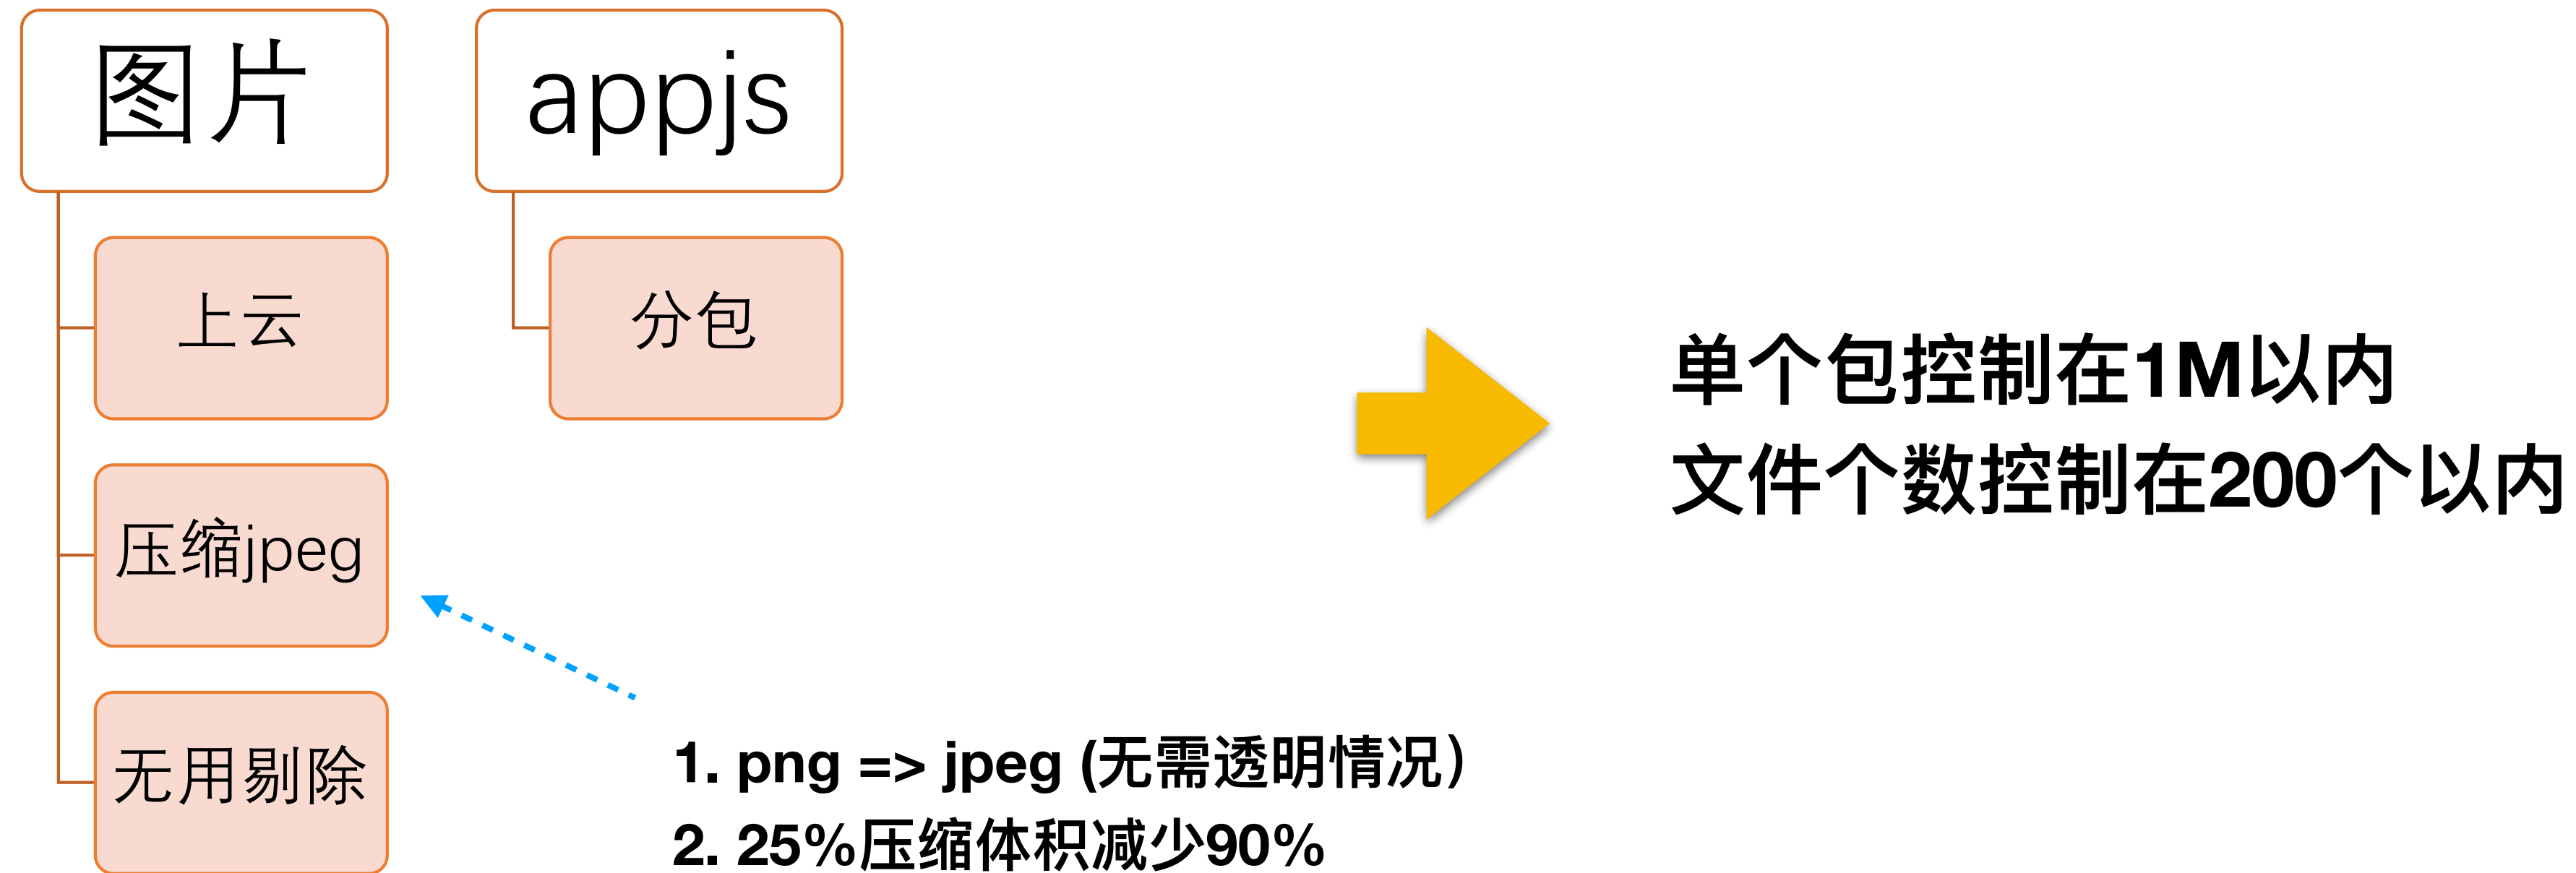 图片
上云
压缩jpeg
无用剔除
appjs
分包
1. png => jpeg (无需透明情况）
2. 25%压缩体积减少90%
单个包控制在1M以内
文件个数控制在200个以内